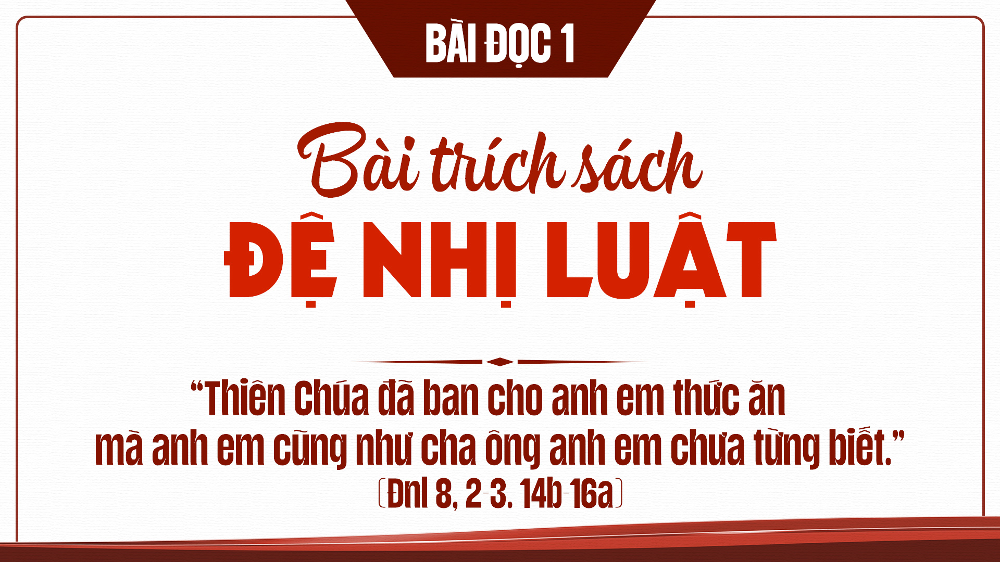 BÀI ĐỌC 1
Bài trích sách
ĐỆ NHỊ LUẬT
“Thiên Chúa đã ban cho anh em thức ăn
mà anh em cũng như cha ông anh em chưa từng biết.”
(Đnl 8, 2-3. 14b-16a)